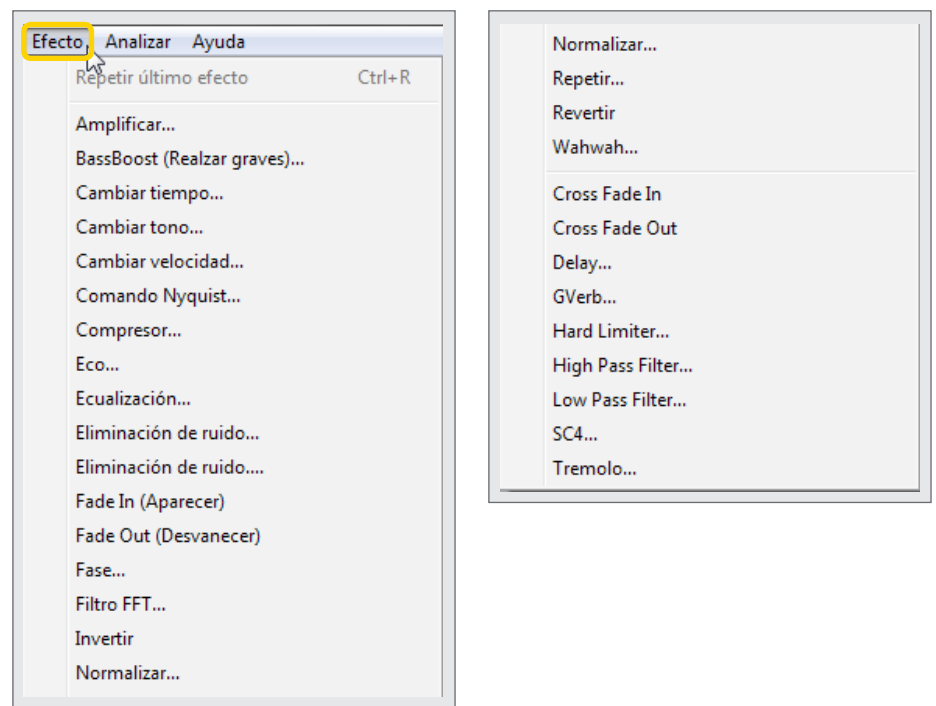 Efecto Analizar Ayuda
Repetir último efecto Ctrl+R
Amplificar...
BassBoost (Realzar graves)...
Cambiar tiempo...
Cambiar tono...
Cambiar velocidad...
Comando Nyquist...
Compresor...
Eco...
Ecualización...
Eliminación de ruido...
Eliminación de ruido....
Fade In (Aparecer)
Fade Out (Desvanecer)
Fase...
Filtro FFT...
Invertir
Normalizar...
Normalizar...
Repetir...
Revertir
Wahwah...
Cross Fade In
Cross Fade Out
Delay...
GVerb...
Hard Limiter...
High Pass Filter...
Low Pass Filter...
SC4...
Tremolo...